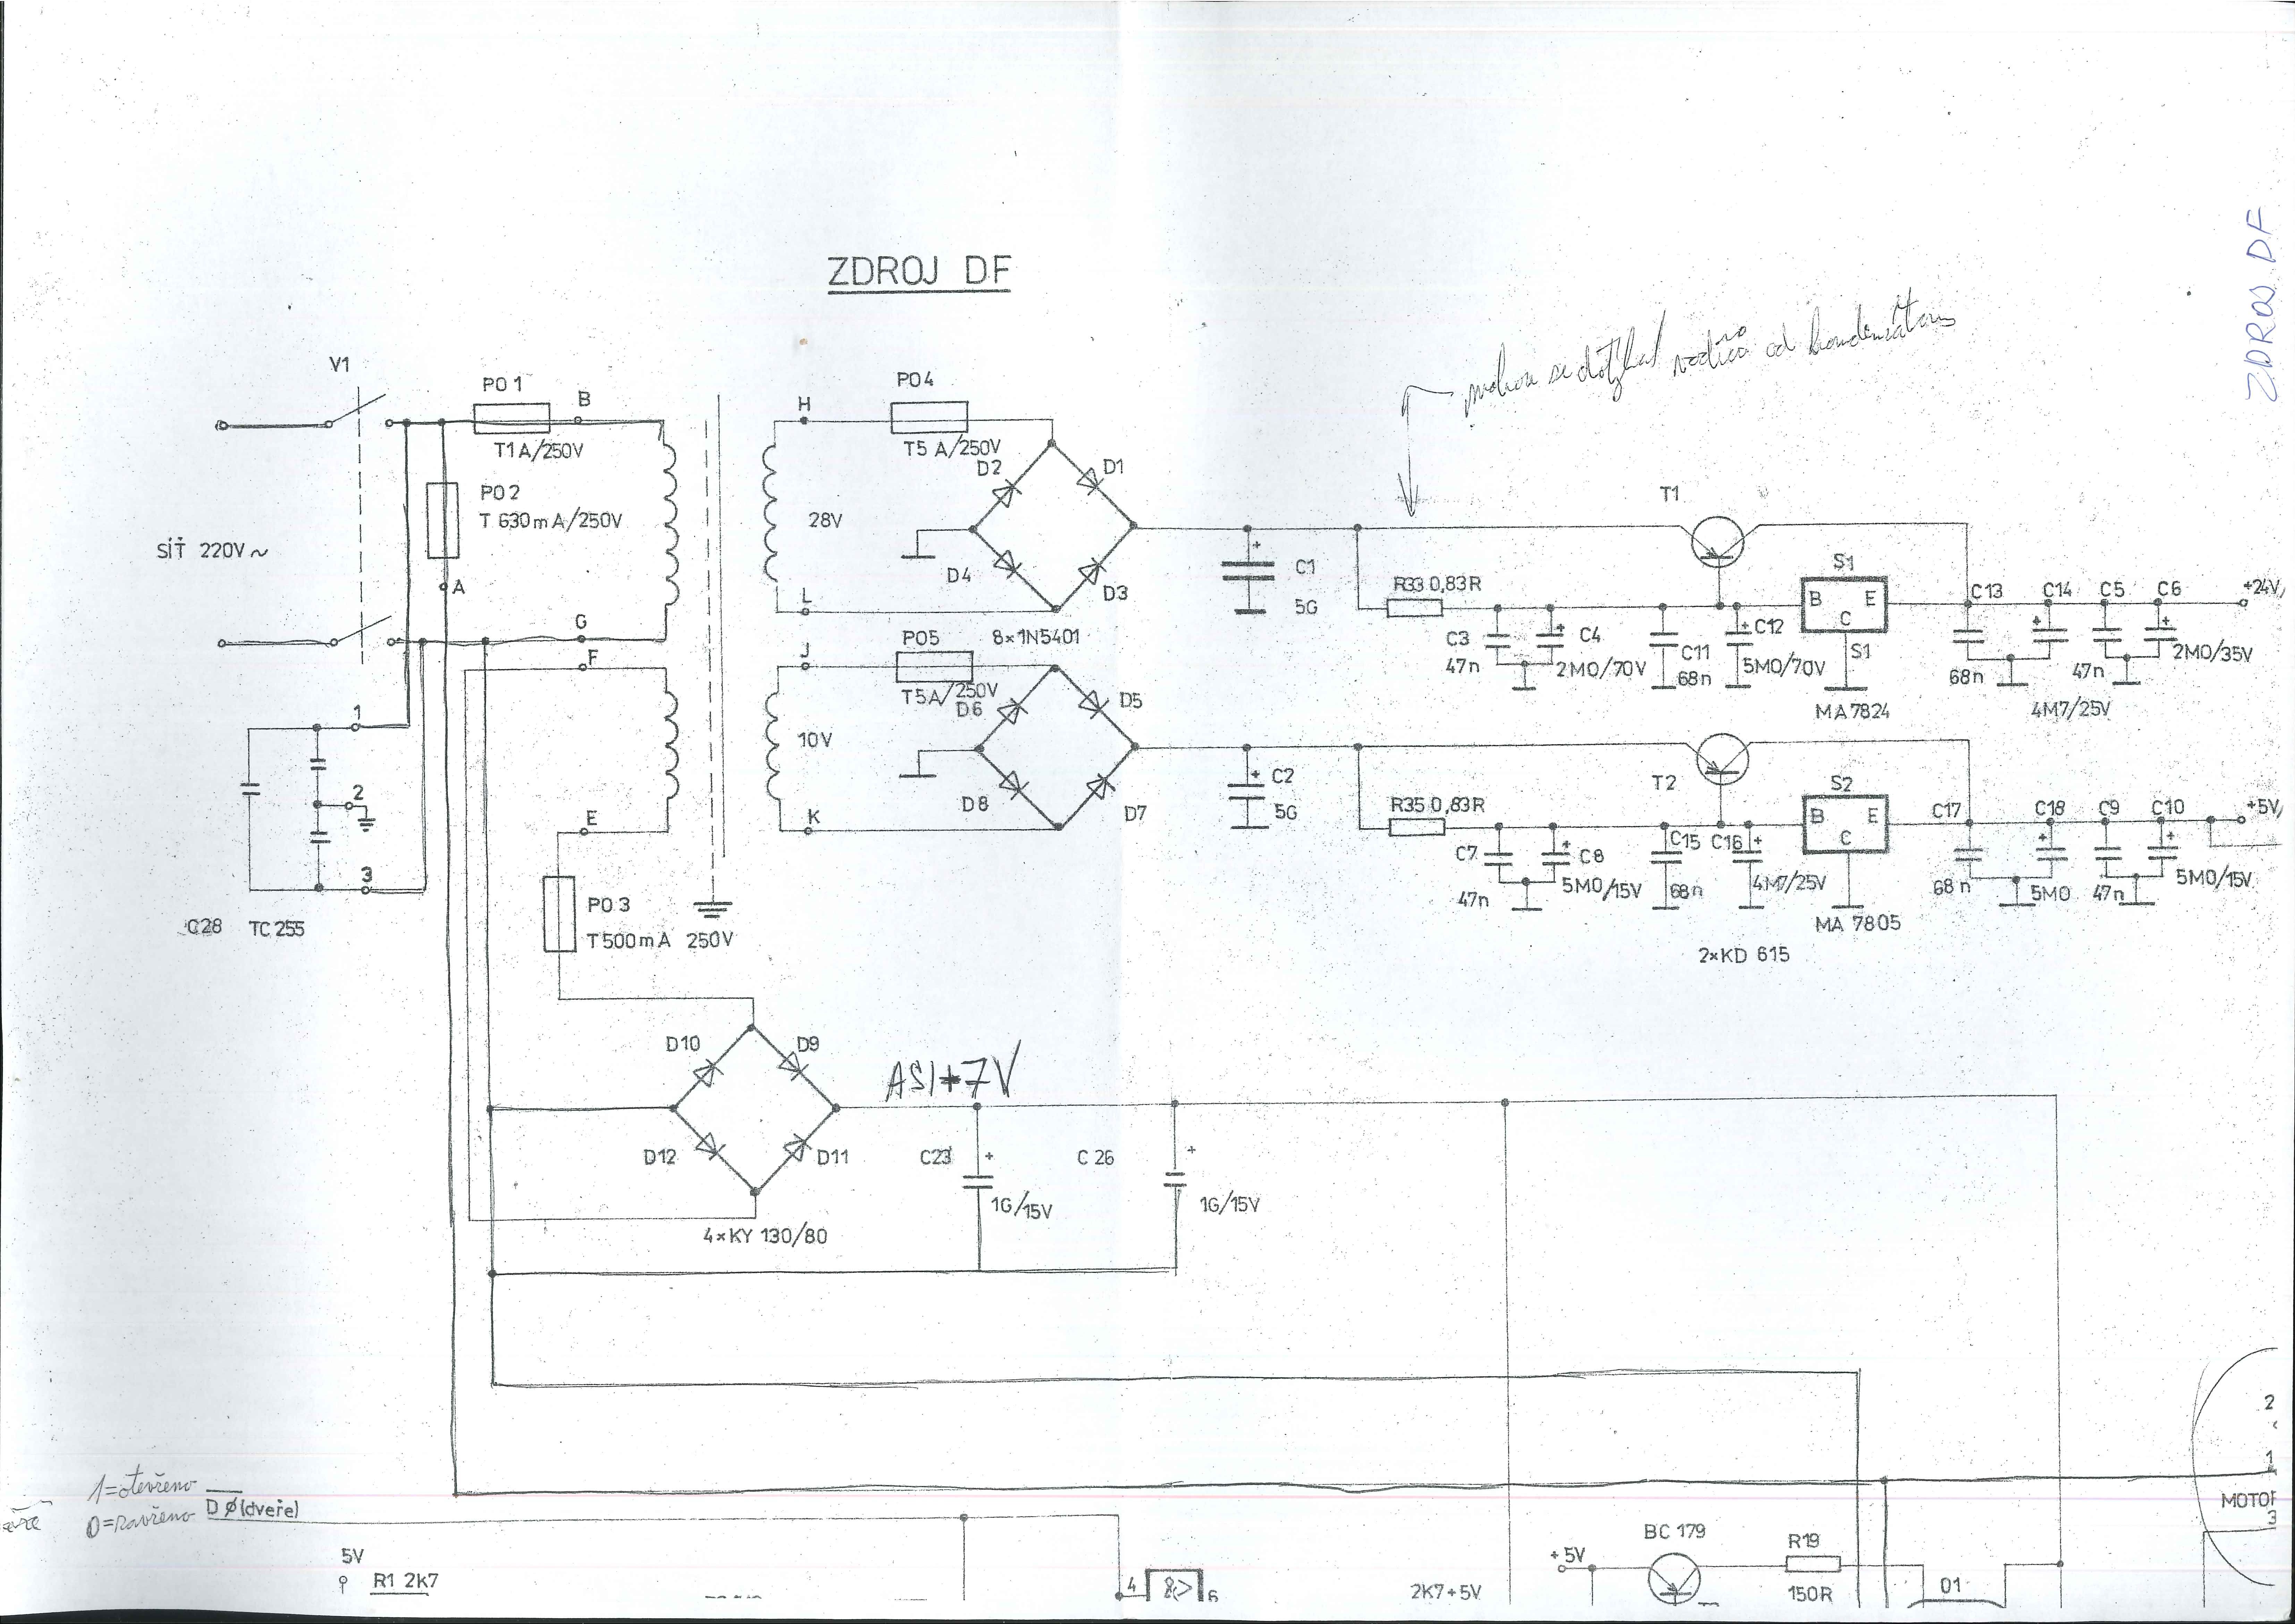 ZDROJ DF
ZDROJ DF
V1
PO 1
B
T1A/250V
PO 2
T 630mA/250V
A
SÍŤ 220V~
G
F
1
2
3
C28 TC 255
E
PO 3
T500mA 250V
H
PO4
T5 A/250V
D2
D1
28V
D4
D3
L
J
PO5
8×1N5401
T5A/250V
D6
D5
10V
D8
D7
K
od
C1
5G
T1
R33 0,83R
S1
B
E
C
S1
MA7824
C3
47n
C4
2M0/70V
C11
68n
C12
5M0/70V
C13
68n
C14
4M7/25V
C5
47n
C6
2M0/35V
+24V
C2
5G
T2
R35 0,83R
S2
B
E
C
MA 7805
C7
47n
C8
5M0/15V
C15
68n
C16
4M7/25V
C17
68n
C18
5M0
C9
47n
C10
5M0/15V
+5V
2×KD 615
D10
D9
D12
D11
4×KY 130/80
ASI+7V
C23
+
1G/15V
C 26
+
1G/15V
1=otevřeno
0=zavřeno
DØ(dveře)
5V
R1 2K7
4
&>
6
2K7+5V
+5V
BC 179
R19
150R
01
2
1
MOTOR
3